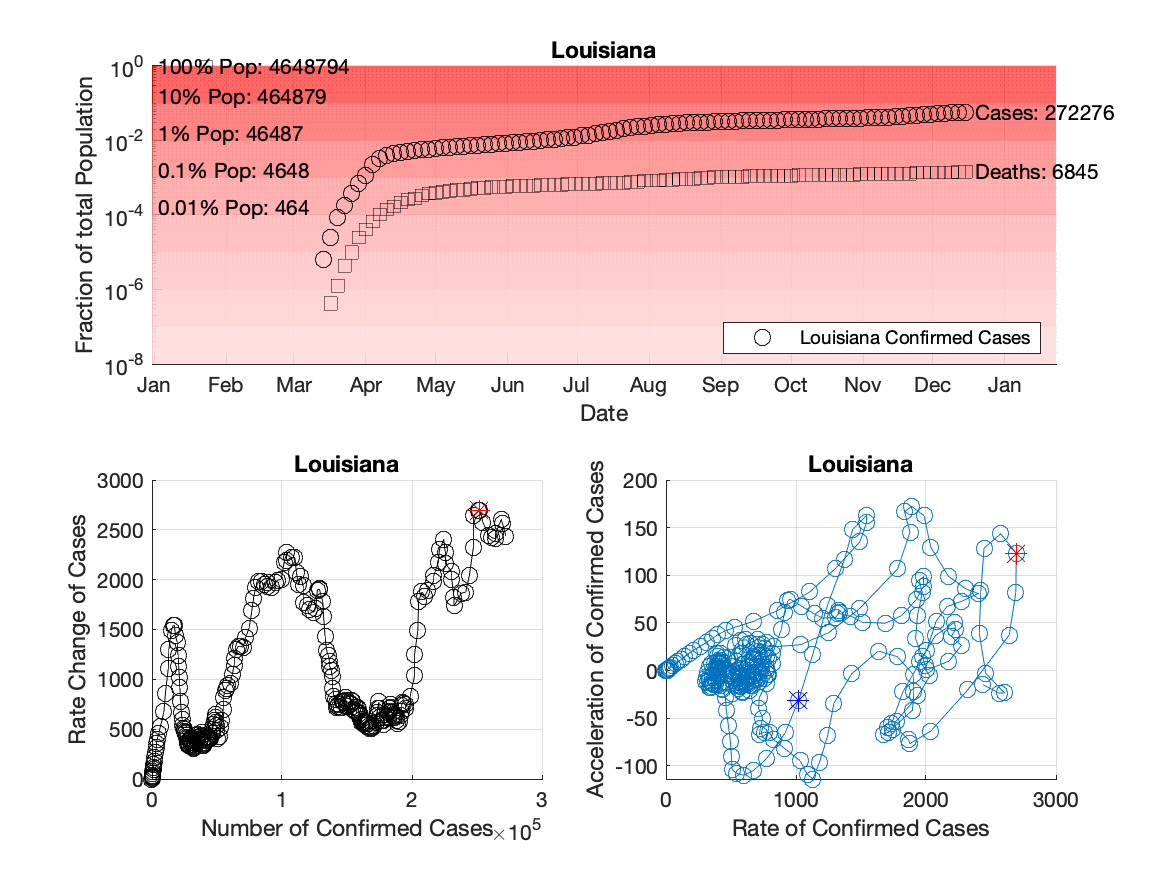 Louisiana
Fraction of total Population
10^0
10^-2
10^-4
10^-6
10^-8
100% Pop: 4648794
10% Pop: 464879
1% Pop: 46487
0.1% Pop: 4648
0.01% Pop: 464
Cases: 272276
Deaths: 6845
Louisiana Confirmed Cases
Jan Feb Mar Apr May Jun Jul Aug Sep Oct Nov Dec Jan
Date
Louisiana
Rate Change of Cases
3000
2500
2000
1500
1000
500
0
0 1 2 3
Number of Confirmed Cases ×10^5
Louisiana
Acceleration of Confirmed Cases
200
150
100
50
0
-50
-100
0 1000 2000 3000
Rate of Confirmed Cases